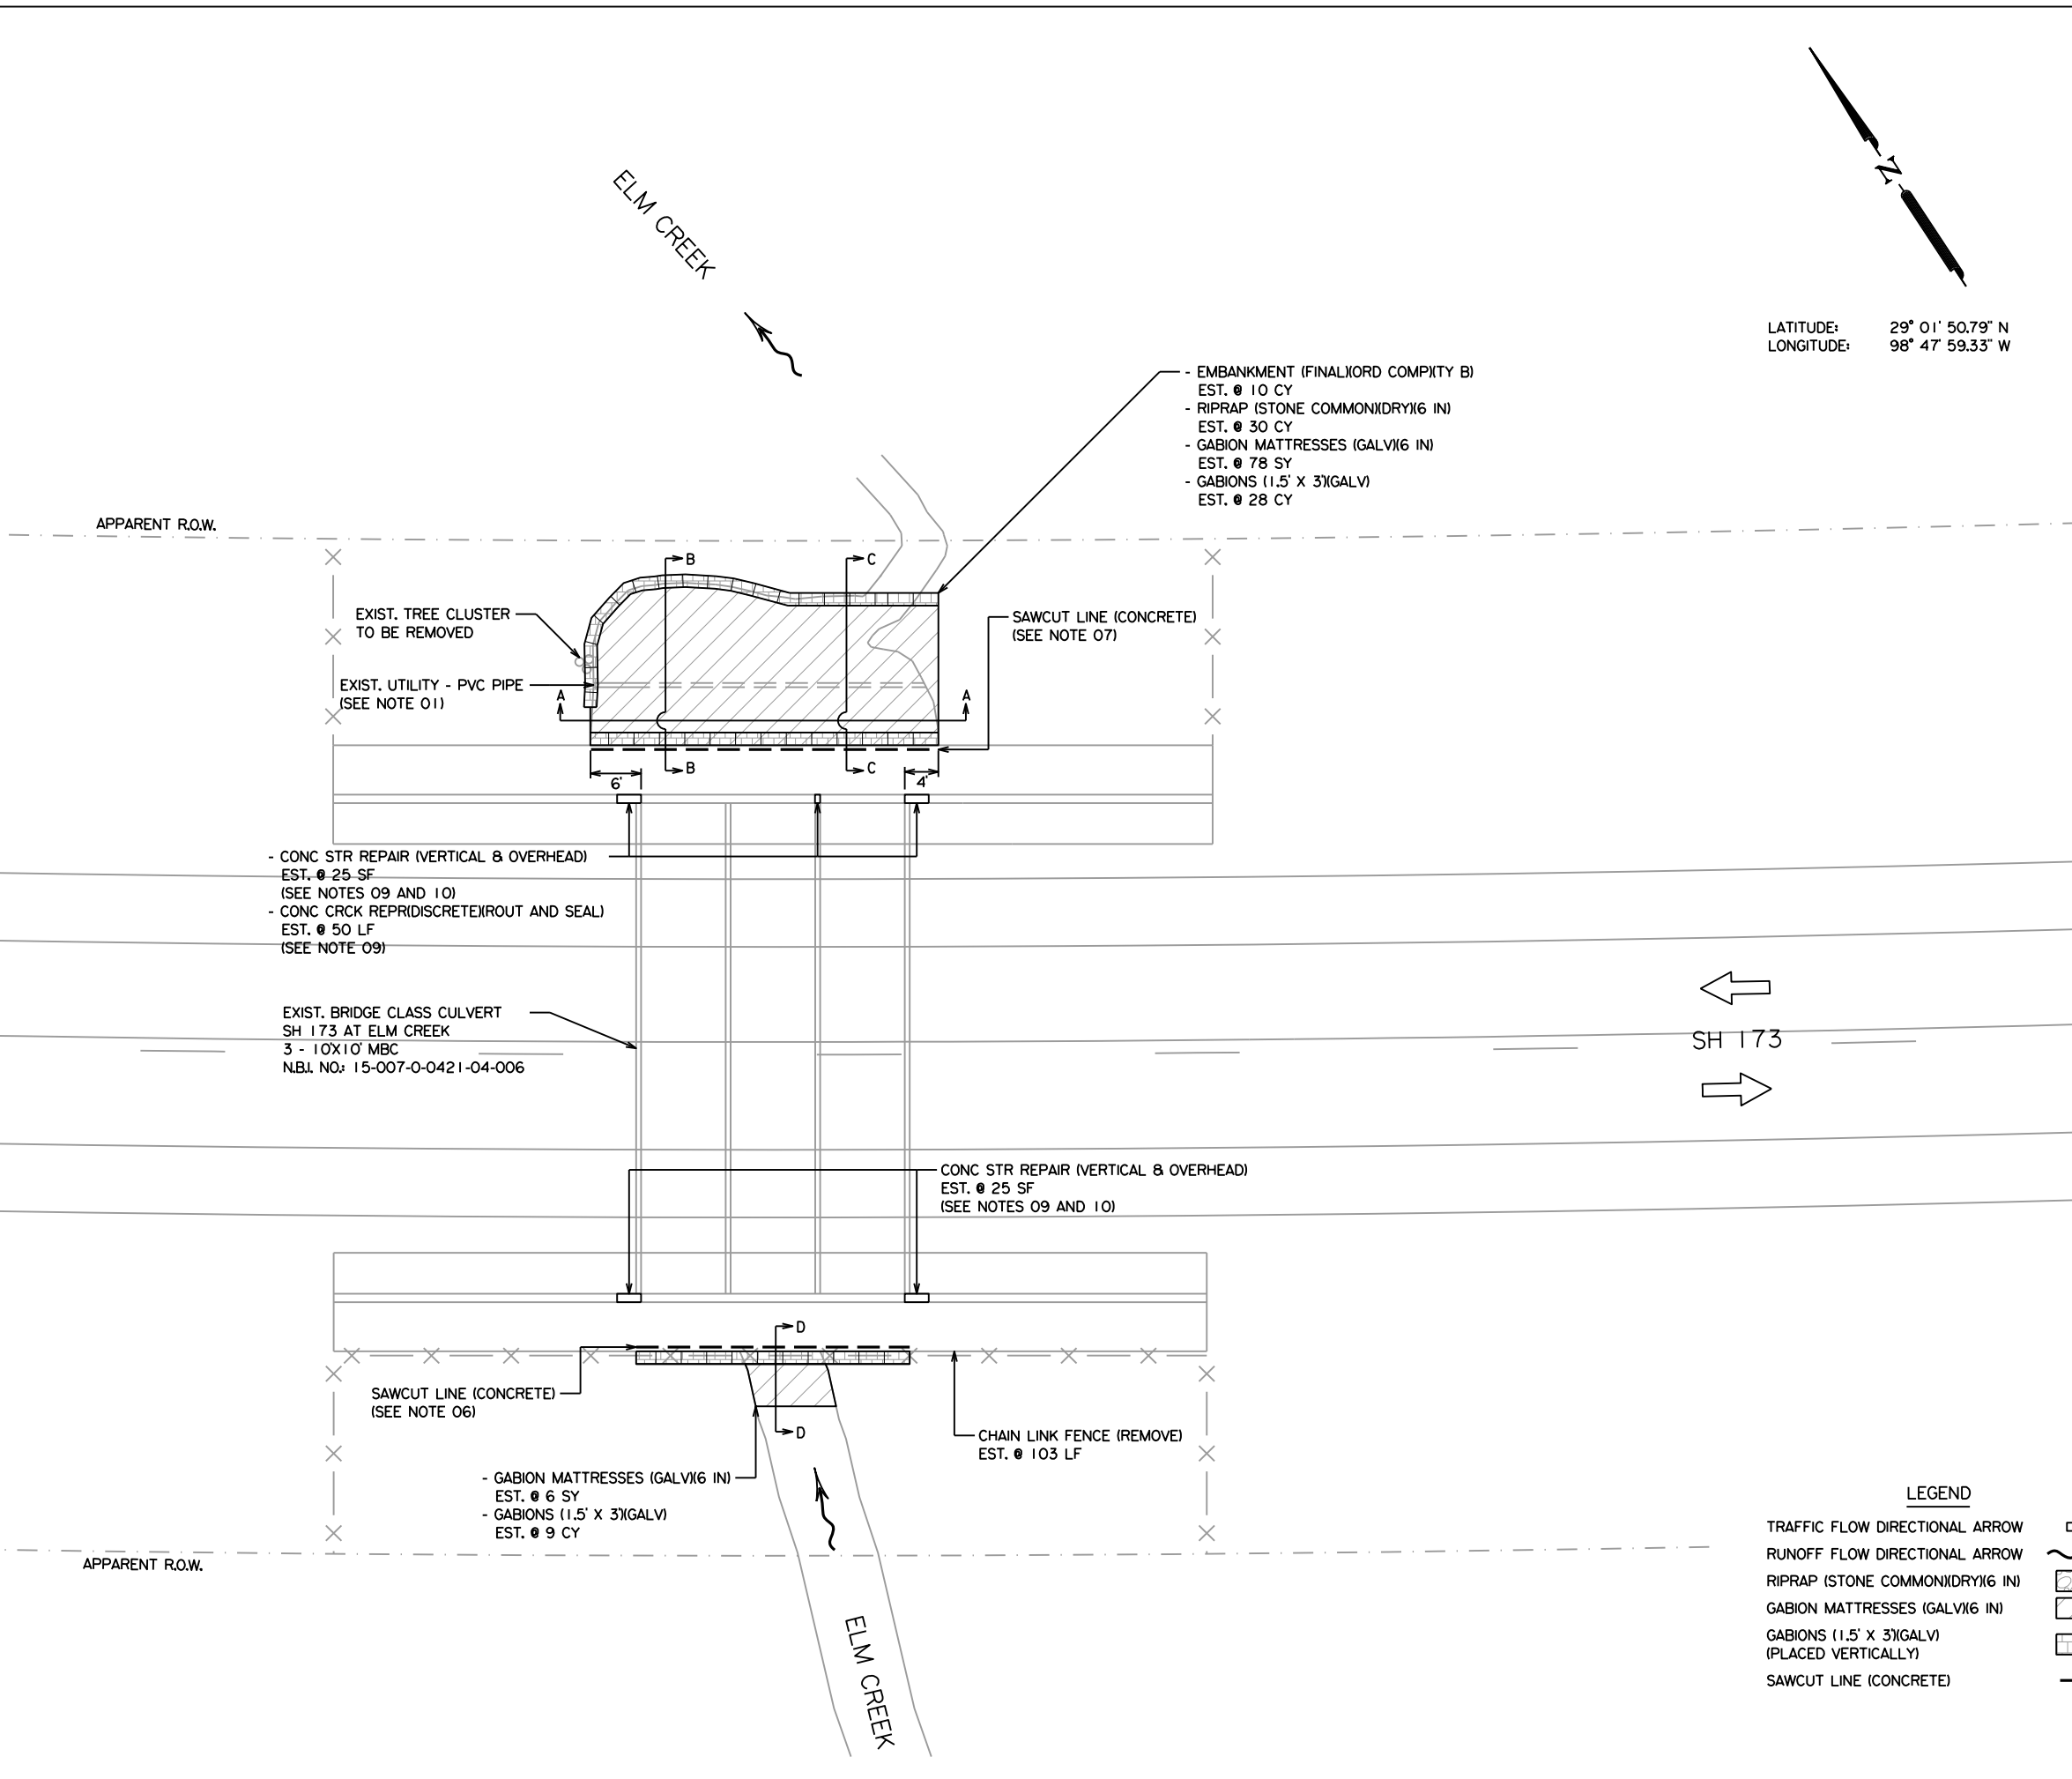 N
ELM CREEK
LATITUDE: 29° 01' 50.79" N
LONGITUDE: 98° 47' 59.33" W
- EMBANKMENT (FINAL)(ORD COMP)(TY B)
EST. @ 10 CY
- RIPRAP (STONE COMMON)(DRY)(6 IN)
EST. @ 30 CY
- GABION MATTRESSES (GALV)(6 IN)
EST. @ 78 SY
- GABIONS (1.5' X 3')(GALV)
EST. @ 28 CY
APPARENT R.O.W.
B
C
EXIST. TREE CLUSTER
TO BE REMOVED
SAWCUT LINE (CONCRETE)
(SEE NOTE 07)
EXIST. UTILITY - PVC PIPE
(SEE NOTE 01)
A
A
B
C
6'
4'
- CONC STR REPAIR (VERTICAL & OVERHEAD)
EST. @ 25 SF
(SEE NOTES 09 AND 10)
- CONC CRCK REPR(DISCRETE)(ROUT AND SEAL)
EST. @ 50 LF
(SEE NOTE 09)
EXIST. BRIDGE CLASS CULVERT
SH 173 AT ELM CREEK
3 - 10'X10' MBC
N.B.I. NO.: 15-007-0-0421-04-006
SH 173
CONC STR REPAIR (VERTICAL & OVERHEAD)
EST. @ 25 SF
(SEE NOTES 09 AND 10)
D
SAWCUT LINE (CONCRETE)
(SEE NOTE 06)
D
CHAIN LINK FENCE (REMOVE)
EST. @ 103 LF
- GABION MATTRESSES (GALV)(6 IN)
EST. @ 6 SY
- GABIONS (1.5' X 3')(GALV)
EST. @ 9 CY
APPARENT R.O.W.
ELM CREEK
LEGEND
TRAFFIC FLOW DIRECTIONAL ARROW
RUNOFF FLOW DIRECTIONAL ARROW
RIPRAP (STONE COMMON)(DRY)(6 IN)
GABION MATTRESSES (GALV)(6 IN)
GABIONS (1.5' X 3')(GALV)
(PLACED VERTICALLY)
SAWCUT LINE (CONCRETE)